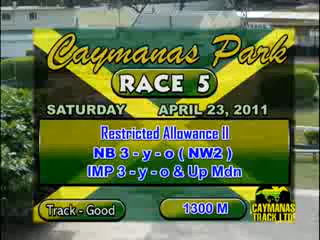 Caymanas Park
RACE 5
SATURDAY APRIL 23, 2011
Restricted Allowance II
NB 3 - y - o ( NW2 )
IMP 3 - y - o & Up Mdn
Track - Good
1300 M
CAYMANAS
TRACK LTD.